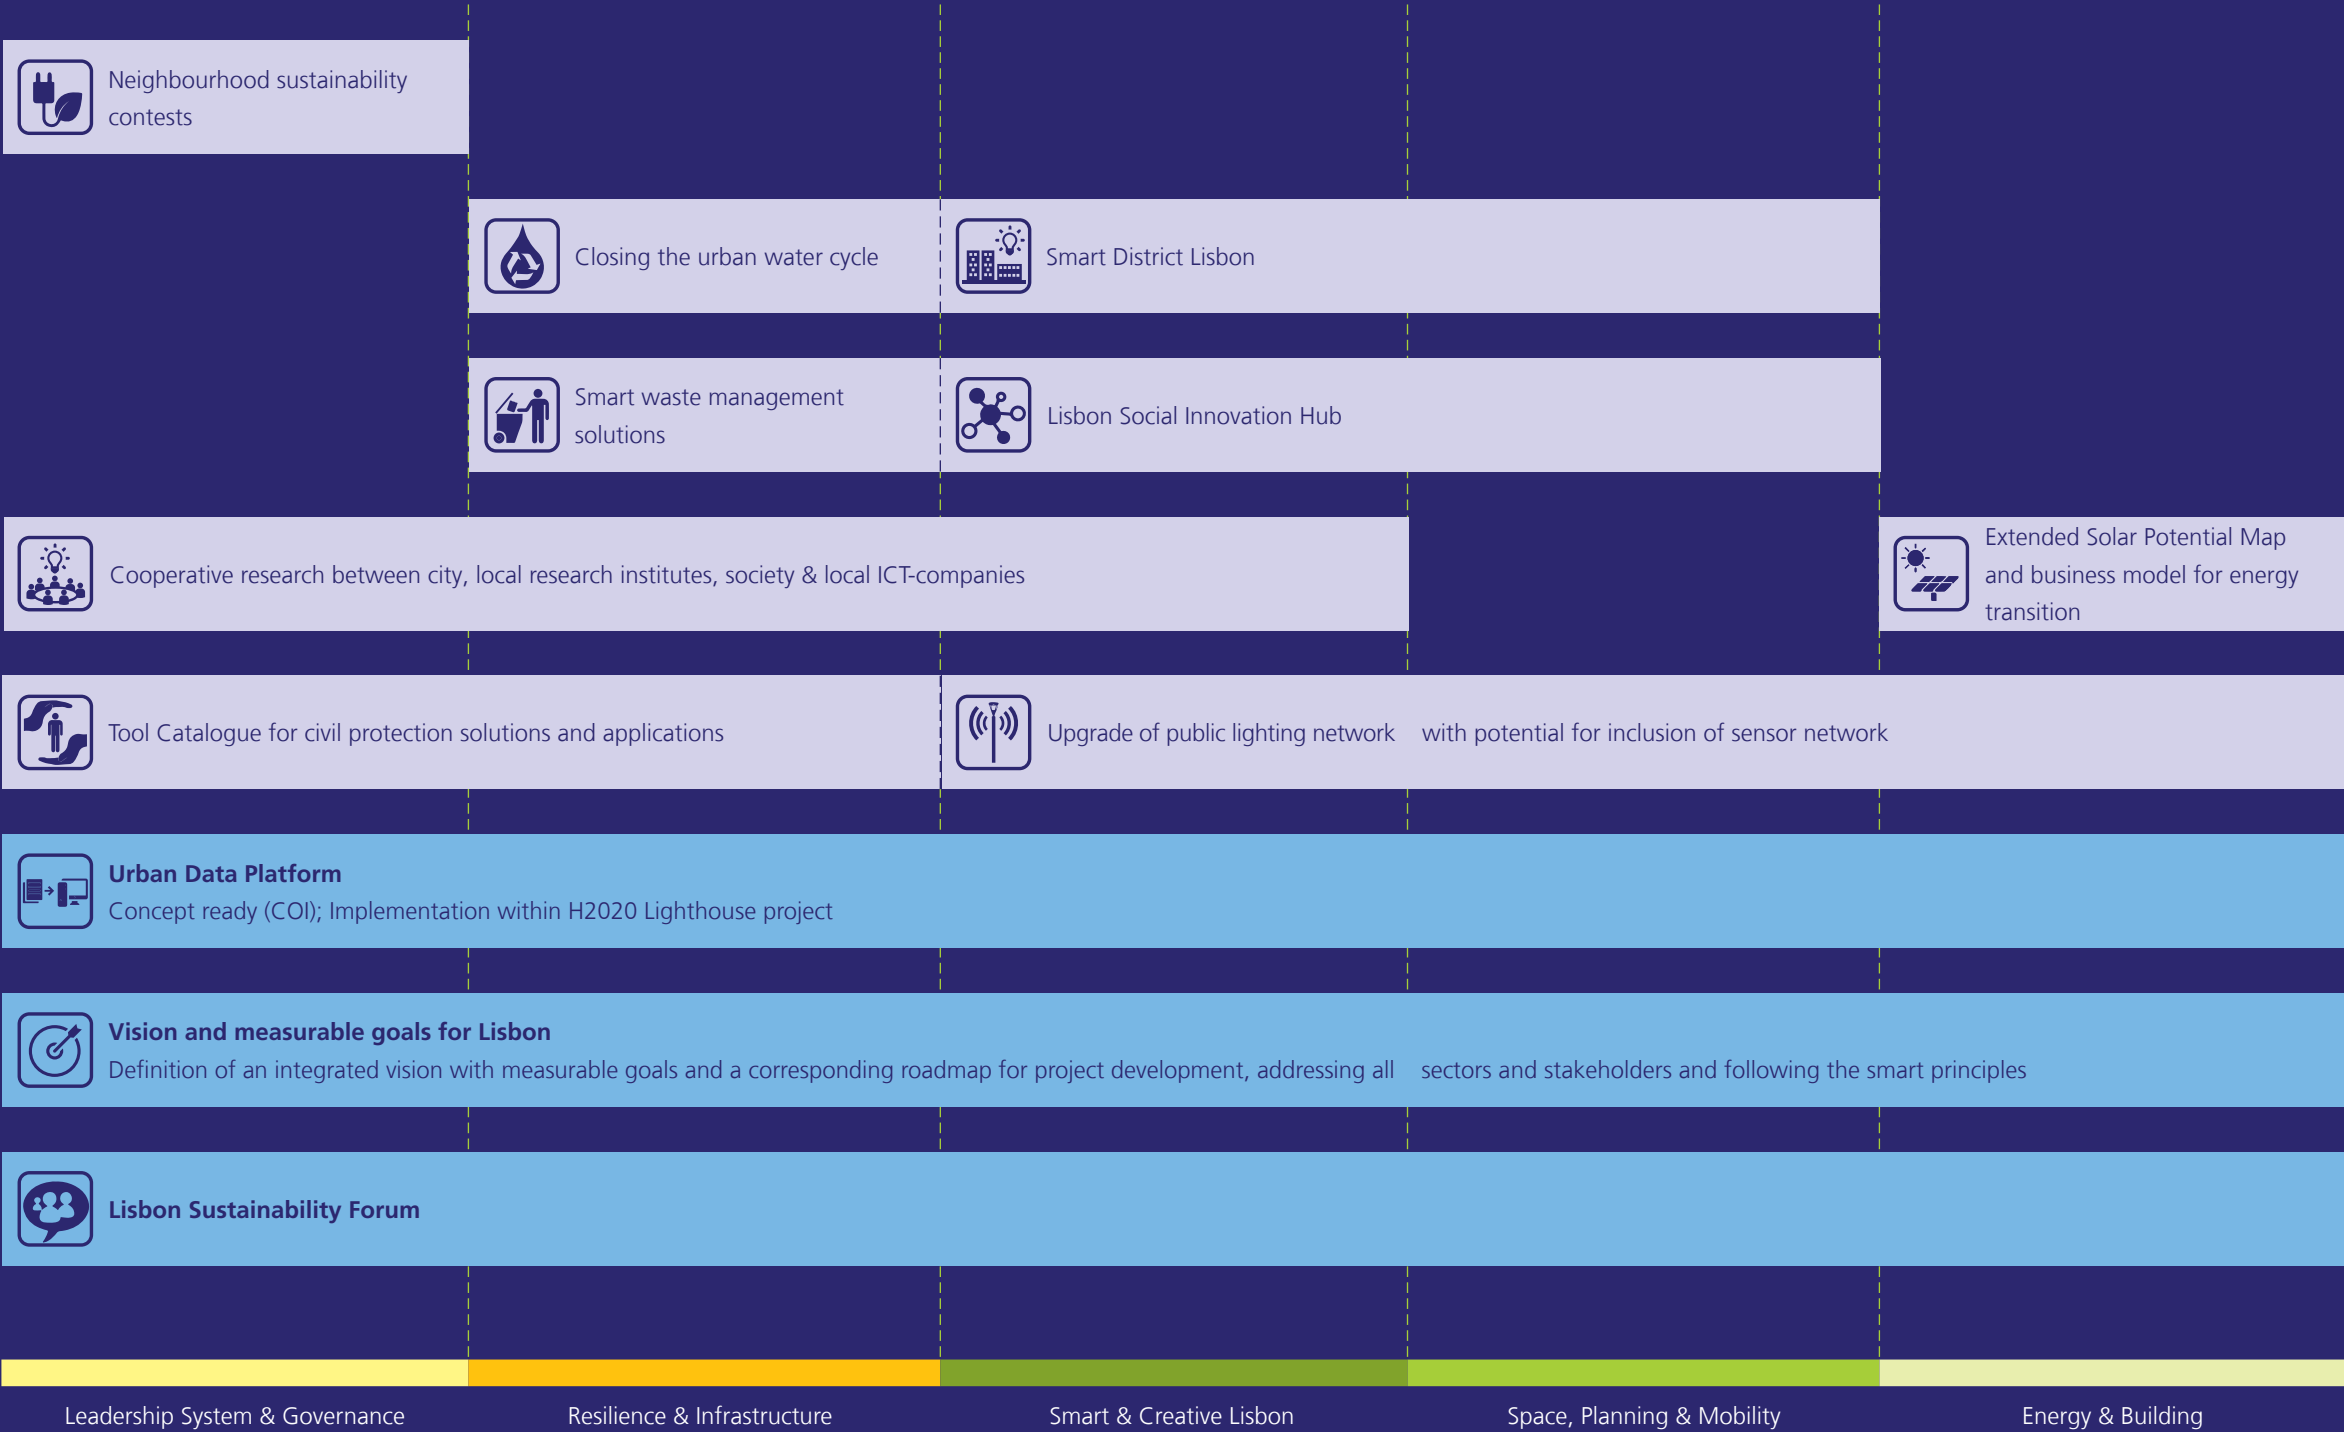 Neighbourhood sustainability
contests
Closing the urban water cycle
Smart District Lisbon
Smart waste management
solutions
Lisbon Social Innovation Hub
Cooperative research between city, local research institutes, society & local ICT-companies
Extended Solar Potential Map
and business model for energy
transition
Tool Catalogue for civil protection solutions and applications
Upgrade of public lighting network with potential for inclusion of sensor network
Urban Data Platform
Concept ready (COI); Implementation within H2020 Lighthouse project
Vision and measurable goals for Lisbon
Definition of an integrated vision with measurable goals and a corresponding roadmap for project development, addressing all sectors and stakeholders and following the smart principles
Lisbon Sustainability Forum
Leadership System & Governance
Resilience & Infrastructure
Smart & Creative Lisbon
Space, Planning & Mobility
Energy & Building